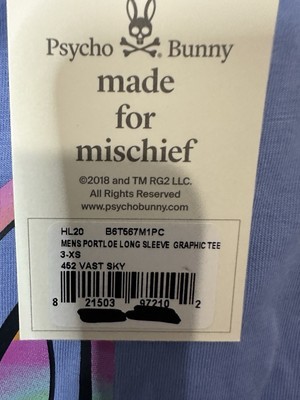 Psycho Bunny
made
for
mischief
©2018 and TM RG2 LLC.
All Rights Reserved
www.psychobunny.com
HL20 B6T567M1PC
MENS PORTLOE LONG SLEEVE GRAPHIC TEE
3-XS
452 VAST SKY
8 21503 97210 2